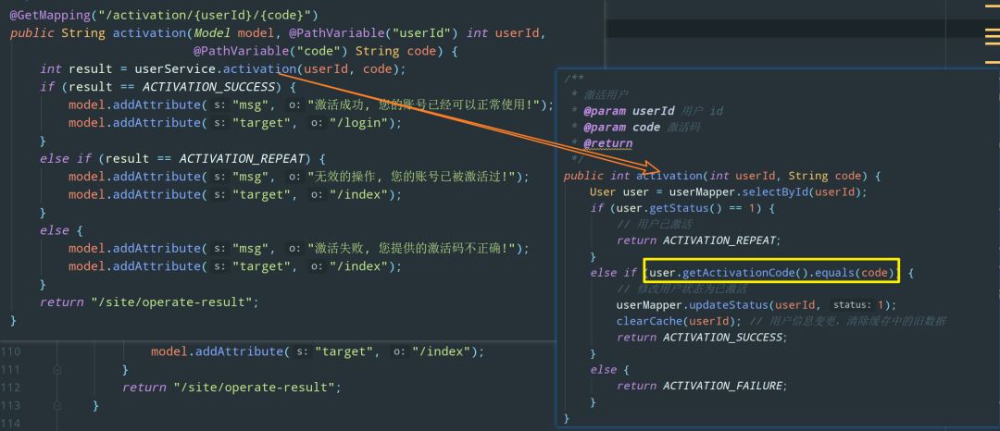 @GetMapping("/activation/{userId}/{code}")
public String activation(Model model, @PathVariable("userId") int userId,
@PathVariable("code") String code) {
int result = userService.activation(userId, code);
if (result == ACTIVATION_SUCCESS) {
model.addAttribute( s: "msg", o: "激活成功, 您的账号已经可以正常使用!");
model.addAttribute( s: "target", o: "/login");
}
else if (result == ACTIVATION_REPEAT) {
model.addAttribute( s: "msg", o: "无效的操作, 您的账号已被激活过!");
model.addAttribute( s: "target", o: "/index");
}
else {
model.addAttribute( s: "msg", o: "激活失败, 您提供的激活码不正确!");
model.addAttribute( s: "target", o: "/index");
}
return "/site/operate-result";
}
110 model.addAttribute( s: "target", o: "/index");
111 }
112 return "/site/operate-result";
113 }
114
/**
* 激活用户
* @param userId 用户 id
* @param code 激活码
* @return
*/
public int activation(int userId, String code) {
User user = userMapper.selectById(userId);
if (user.getStatus() == 1) {
// 用户已激活
return ACTIVATION_REPEAT;
}
else if (user.getActivationCode().equals(code)) {
// 修改用户状态为已激活
userMapper.updateStatus(userId, status: 1);
clearCache(userId); // 用户信息变更，清除缓存中的旧数据
return ACTIVATION_SUCCESS;
}
else {
return ACTIVATION_FAILURE;
}
}